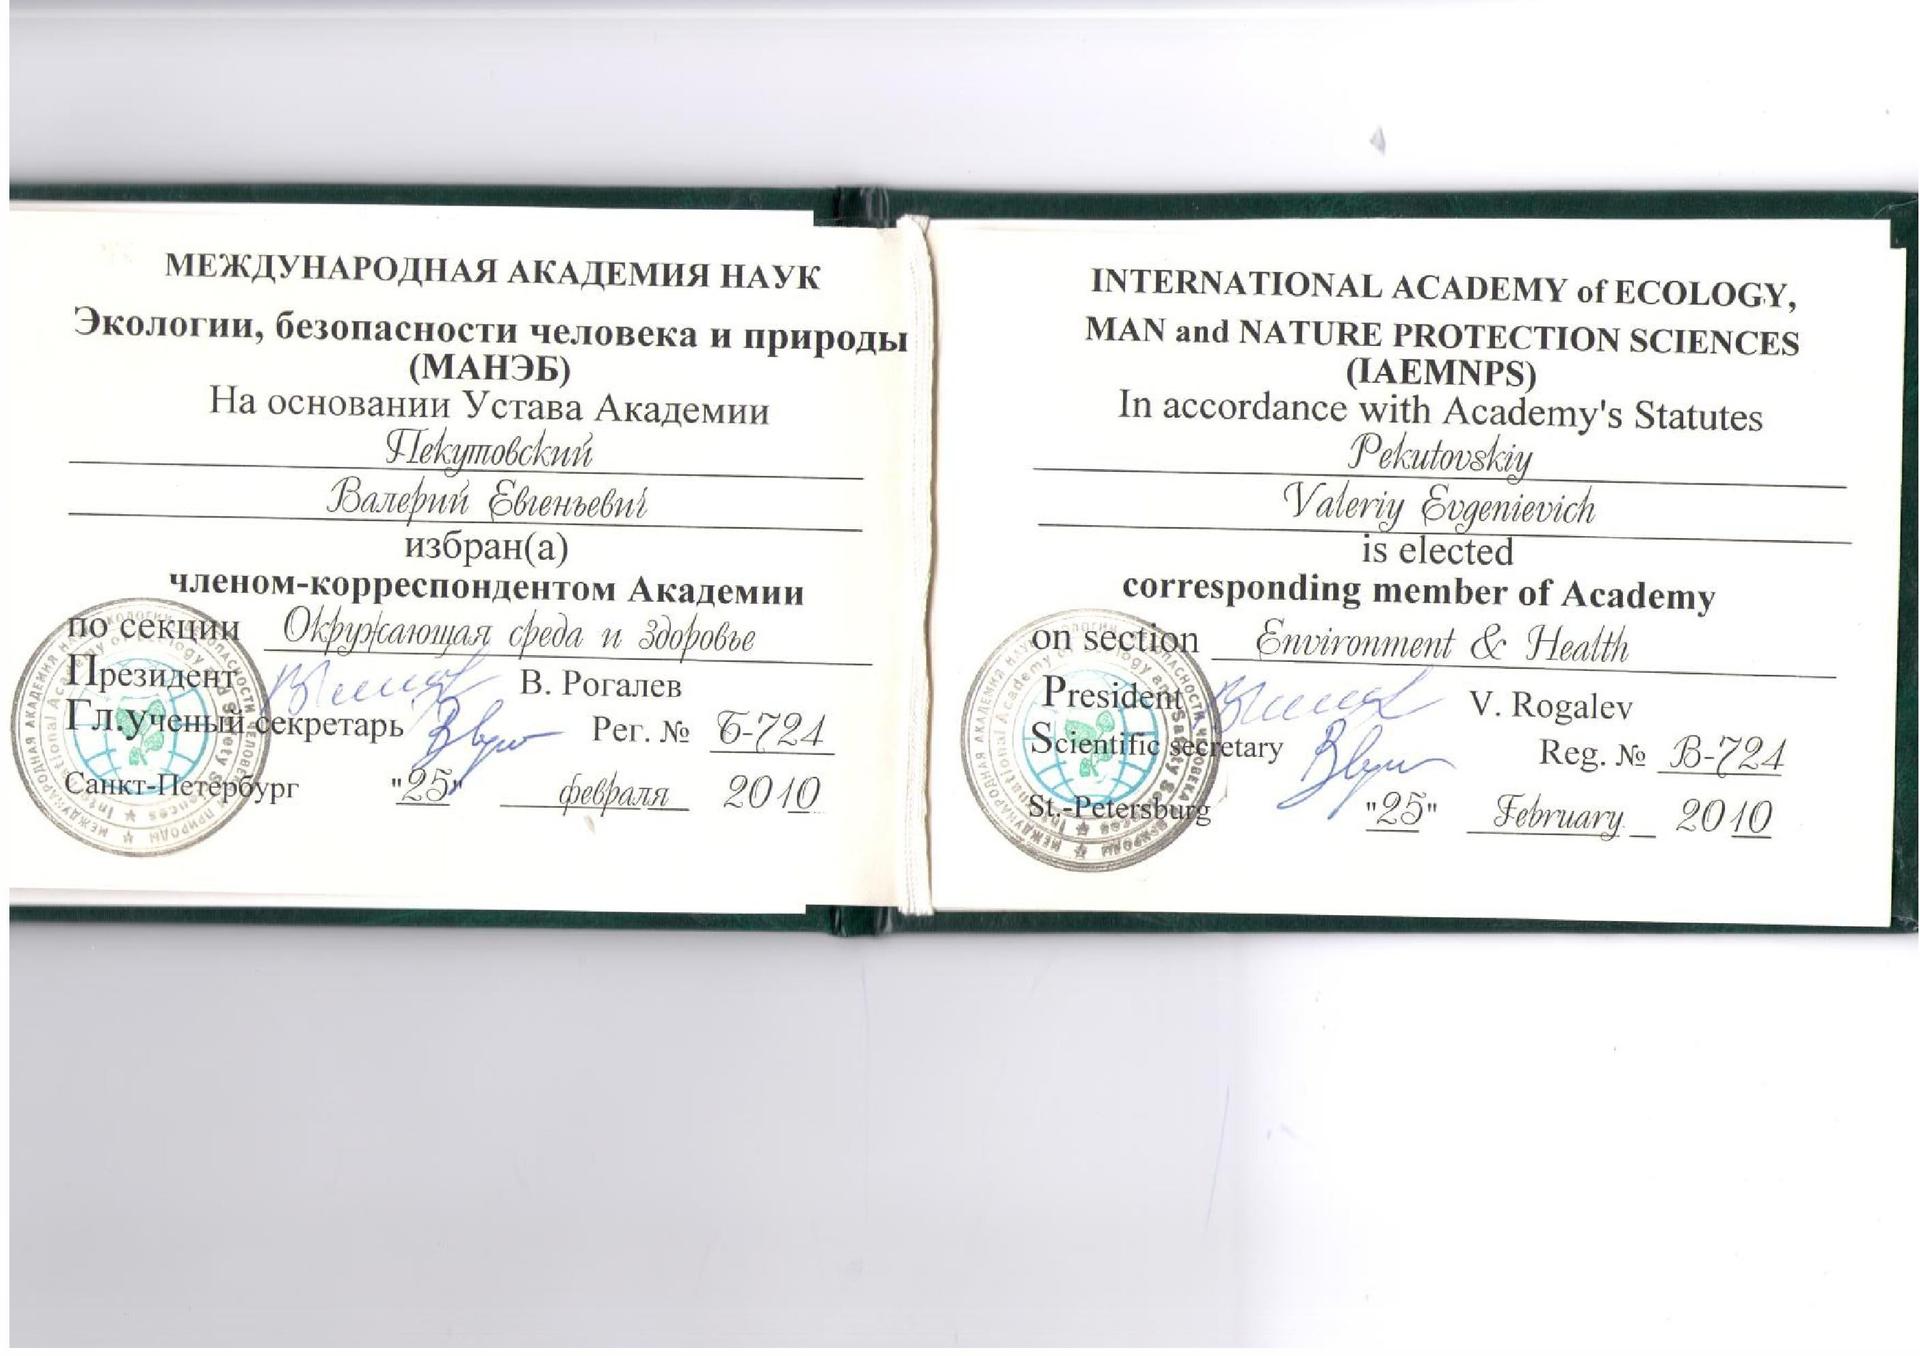 МЕЖДУНАРОДНАЯ АКАДЕМИЯ НАУК
Экологии, безопасности человека и природы
(МАНЭБ)
На основании Устава Академии
Пекутовский
Валерий Евгеньевич
избран(а)
членом-корреспондентом Академии
по секции Окружающая среда и здоровье
Президент В. Рогалев
Гл.ученый секретарь Рег. № Б-724
Санкт-Петербург "25" февраля 2010
INTERNATIONAL ACADEMY of ECOLOGY,
MAN and NATURE PROTECTION SCIENCES
(IAEMNPS)
In accordance with Academy's Statutes
Pekutovskiy
Valeriy Evgenievich
is elected
corresponding member of Academy
on section Environment & Health
President V. Rogalev
Scientific secretary Reg. № B-724
St.-Petersburg "25" February 2010